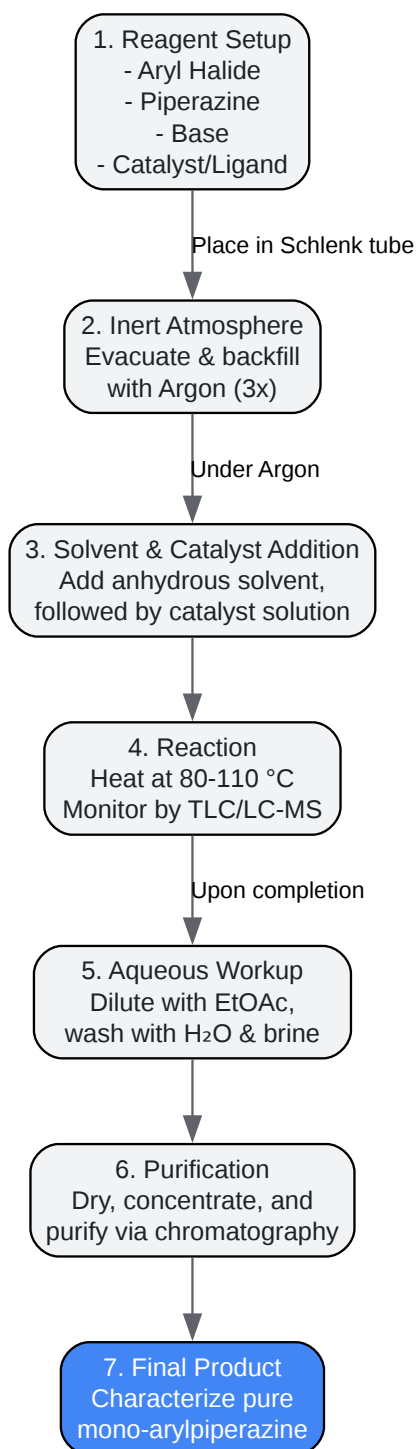 1. Reagent Setup
- Aryl Halide
- Piperazine
- Base
- Catalyst/Ligand
Place in Schlenk tube
2. Inert Atmosphere
Evacuate & backfill
with Argon (3x)
Under Argon
3. Solvent & Catalyst Addition
Add anhydrous solvent,
followed by catalyst solution
4. Reaction
Heat at 80-110 °C
Monitor by TLC/LC-MS
Upon completion
5. Aqueous Workup
Dilute with EtOAc,
wash with H₂O & brine
6. Purification
Dry, concentrate, and
purify via chromatography
7. Final Product
Characterize pure
mono-arylpiperazine